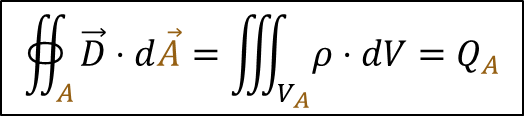 ∯_A D⃗ · dA⃗ = ∭_{V_A} ρ · dV = Q_A